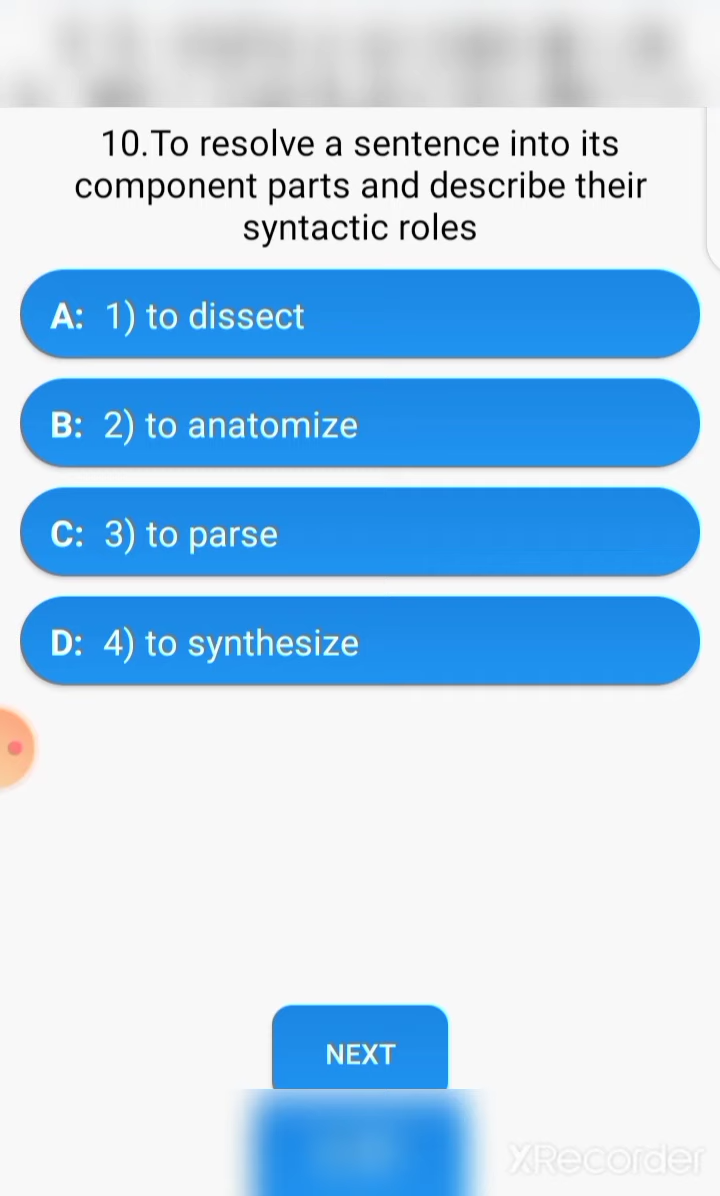 10.To resolve a sentence into its
component parts and describe their
syntactic roles
A: 1) to dissect
B: 2) to anatomize
C: 3) to parse
D: 4) to synthesize
NEXT
XRecorder